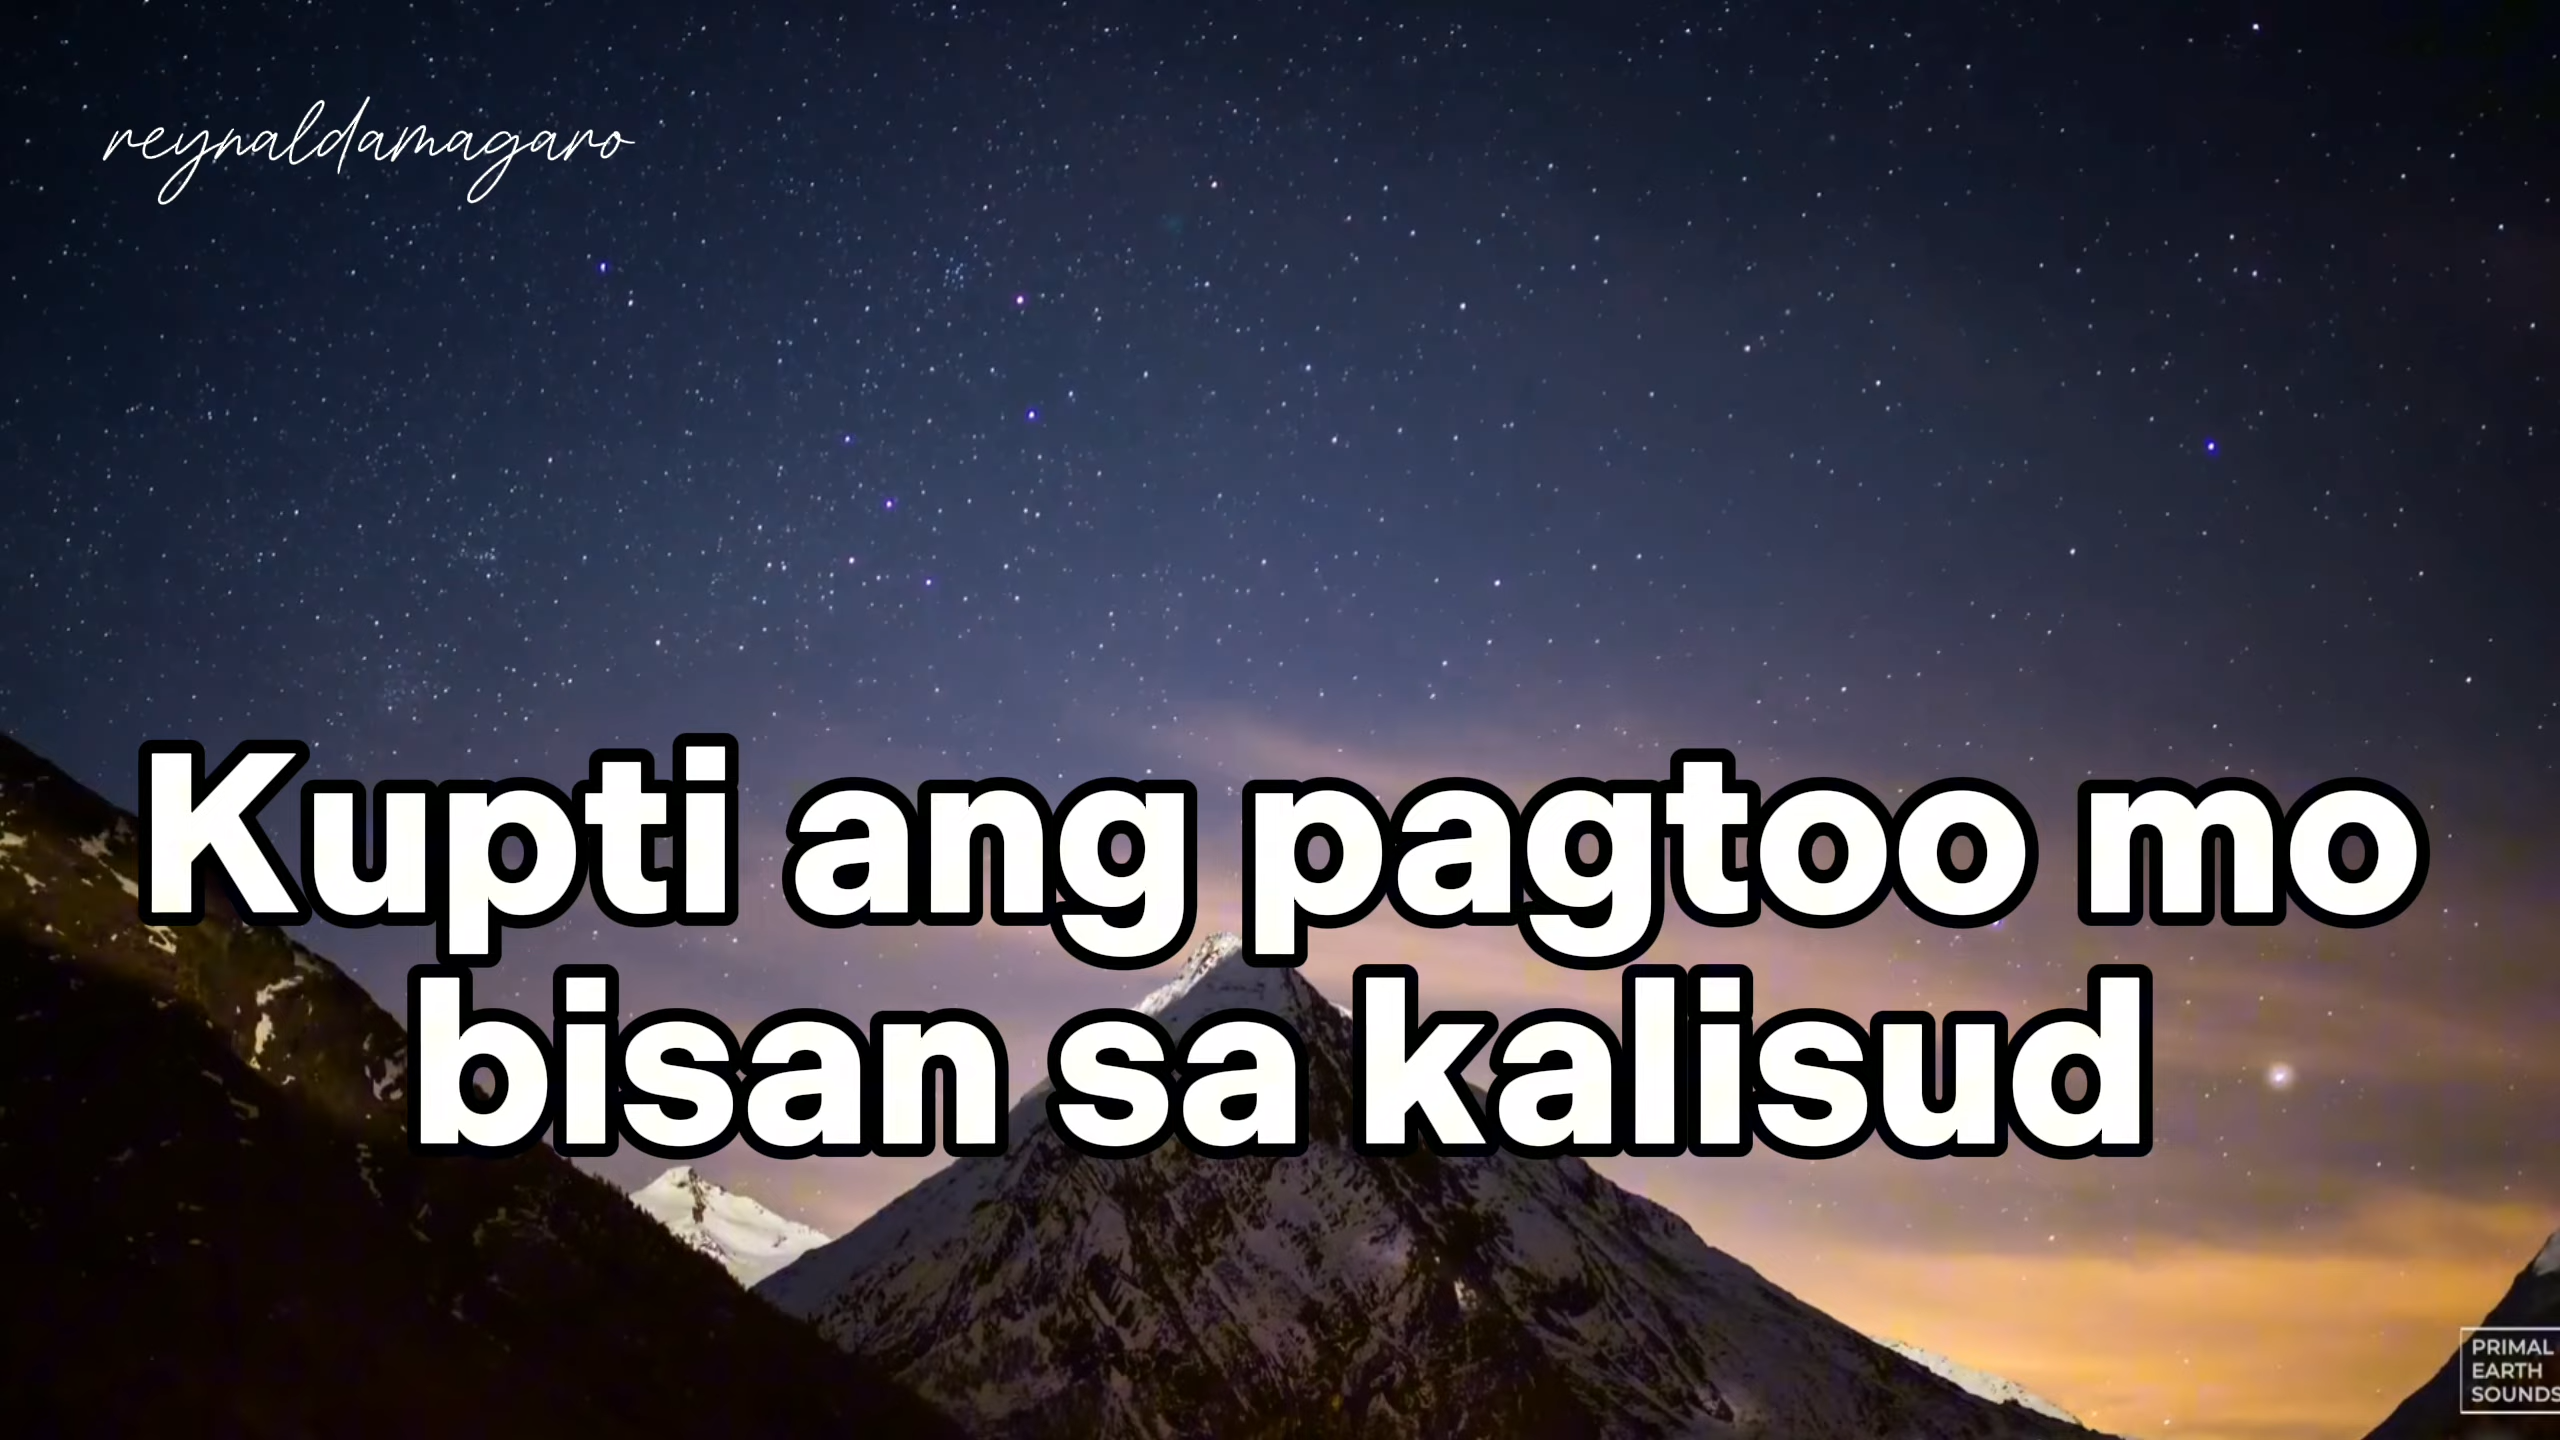 reynaldamagaro
Kupti ang pagtoo mo
bisan sa kalisud
PRIMAL
EARTH
SOUNDS